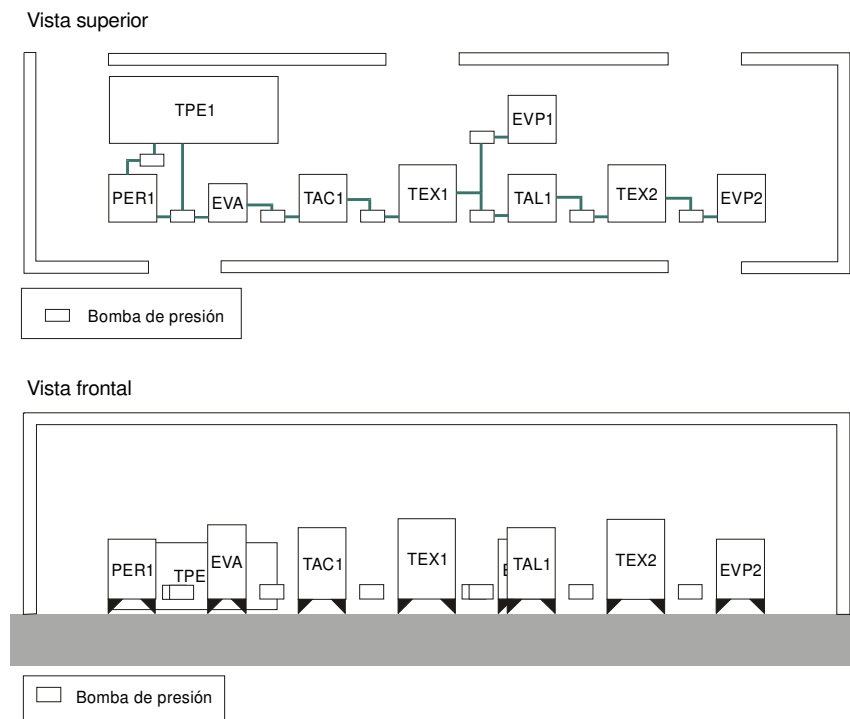 Vista superior
TPE1
EVP1
PER1
EVA
TAC1
TEX1
TAL1
TEX2
EVP2
Bomba de presión
Vista frontal
PER1
TPE
EVA
TAC1
TEX1
E
TAL1
TEX2
EVP2
Bomba de presión